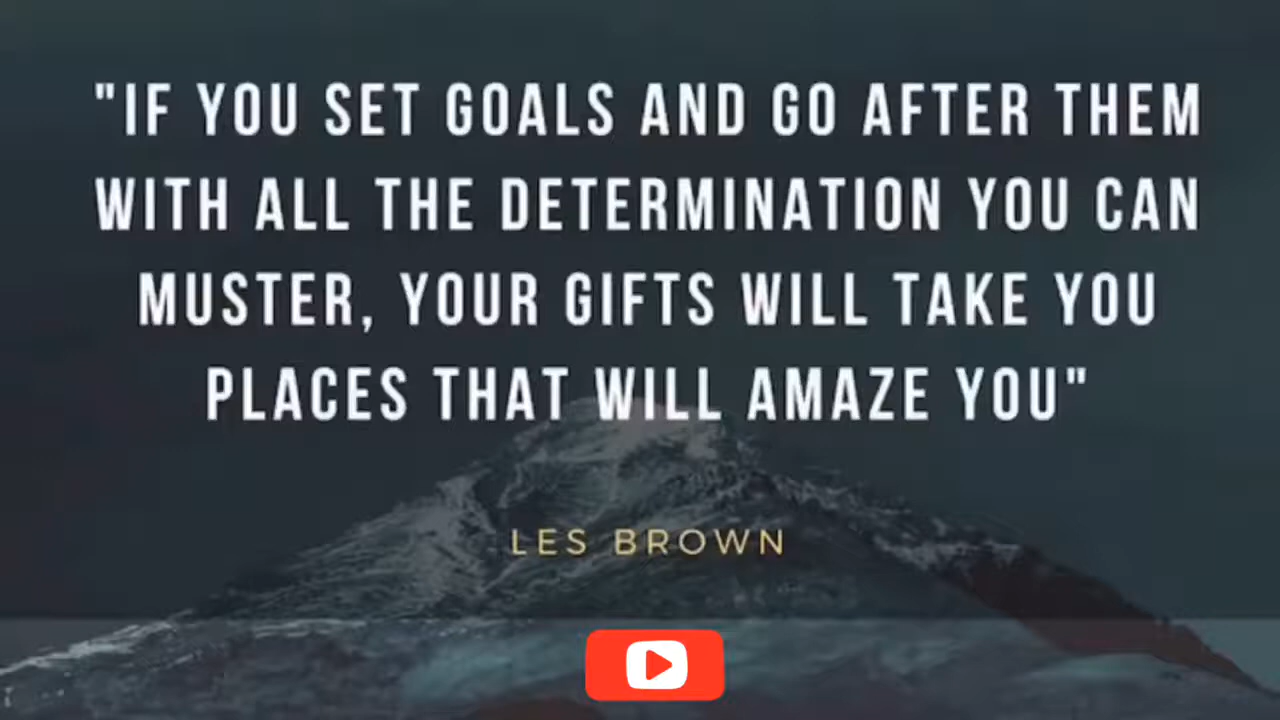 "IF YOU SET GOALS AND GO AFTER THEM
WITH ALL THE DETERMINATION YOU CAN
MUSTER, YOUR GIFTS WILL TAKE YOU
PLACES THAT WILL AMAZE YOU"
LES BROWN